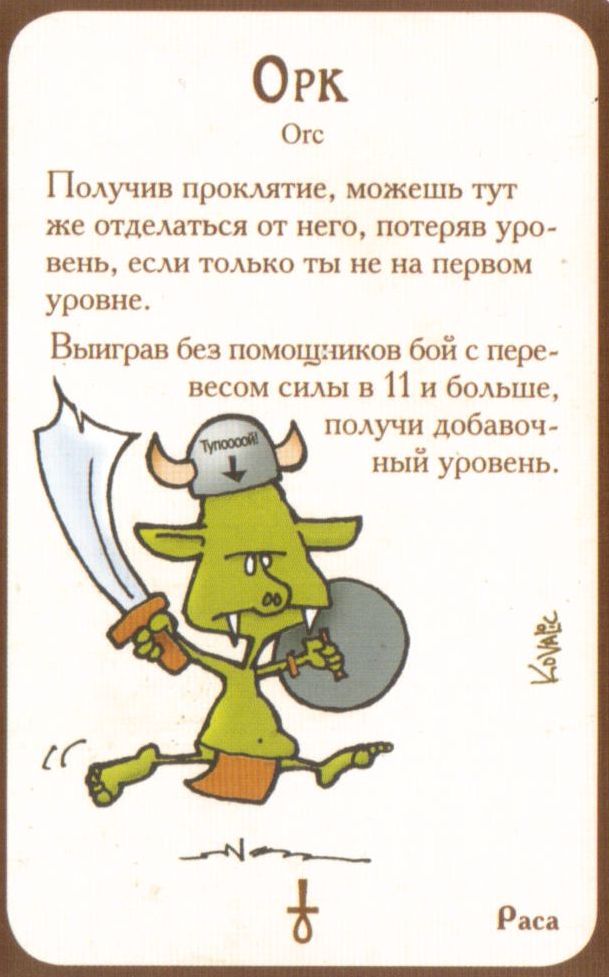 Орк
Orc
Получив проклятие, можешь тут
же отделаться от него, потеряв уро-
вень, если только ты не на первом
уровне.
Выиграв без помощников бой с пере-
весом силы в 11 и больше,
получи добавоч-
ный уровень.
Тупоооой!
KOVALIC
Раса